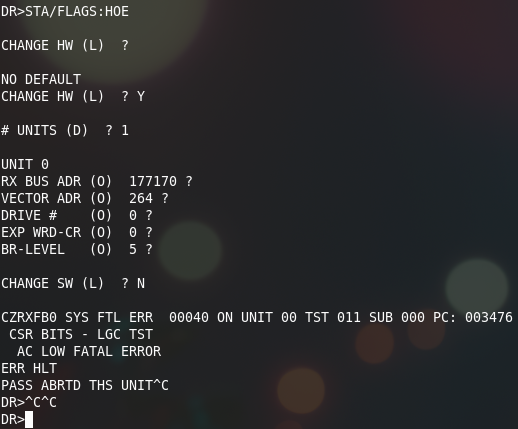 DR>STA/FLAGS:HOE
CHANGE HW (L)  ?
NO DEFAULT
CHANGE HW (L)  ? Y
# UNITS (D)  ? 1
UNIT 0
RX BUS ADR (O)  177170 ?
VECTOR ADR (O)  264 ?
DRIVE #    (O)  0 ?
EXP WRD-CR (O)  0 ?
BR-LEVEL   (O)  5 ?
CHANGE SW (L)  ? N
CZRXFB0 SYS FTL ERR  00040 ON UNIT 00 TST 011 SUB 000 PC: 003476
CSR BITS - LGC TST
AC LOW FATAL ERROR
ERR HLT
PASS ABRTD THS UNIT^C
DR>^C^C
DR>